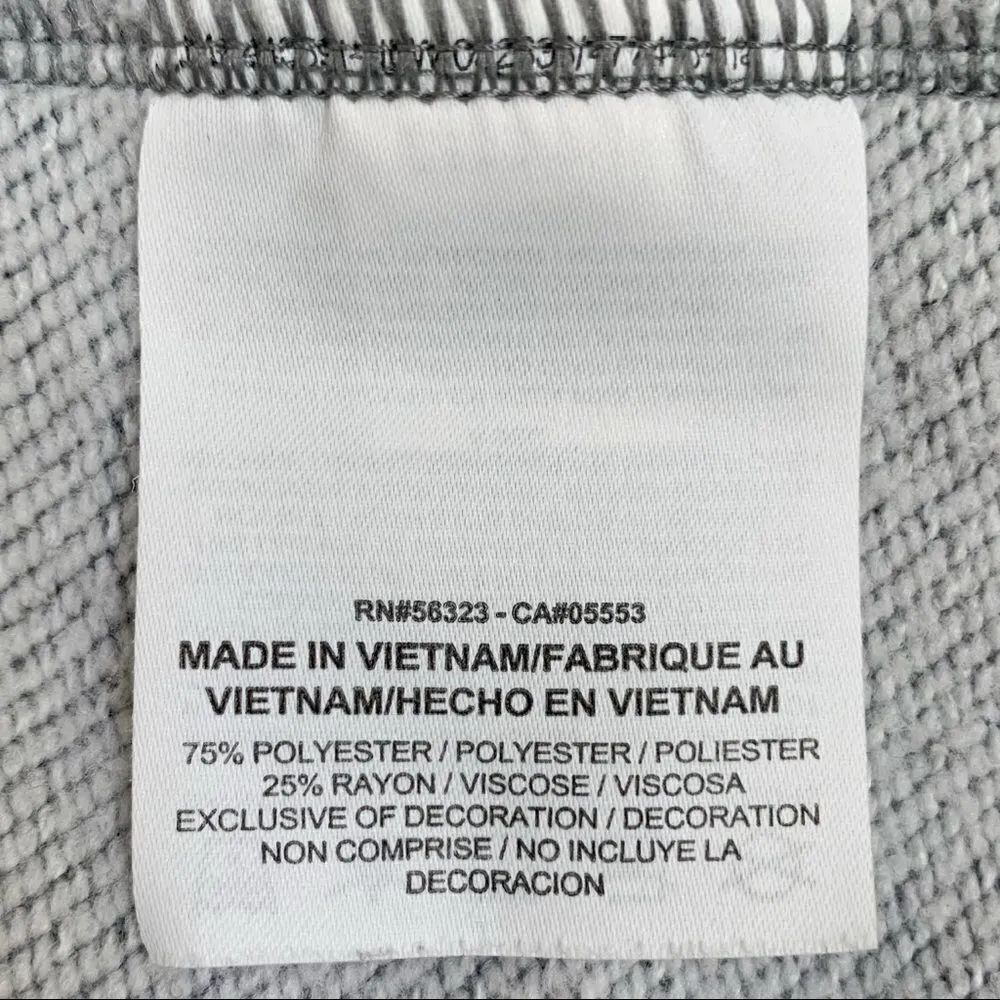 RN#56323 - CA#05553
MADE IN VIETNAM/FABRIQUE AU
VIETNAM/HECHO EN VIETNAM
75% POLYESTER / POLYESTER / POLIESTER
25% RAYON / VISCOSE / VISCOSA
EXCLUSIVE OF DECORATION / DECORATION
NON COMPRISE / NO INCLUYE LA
DECORACION